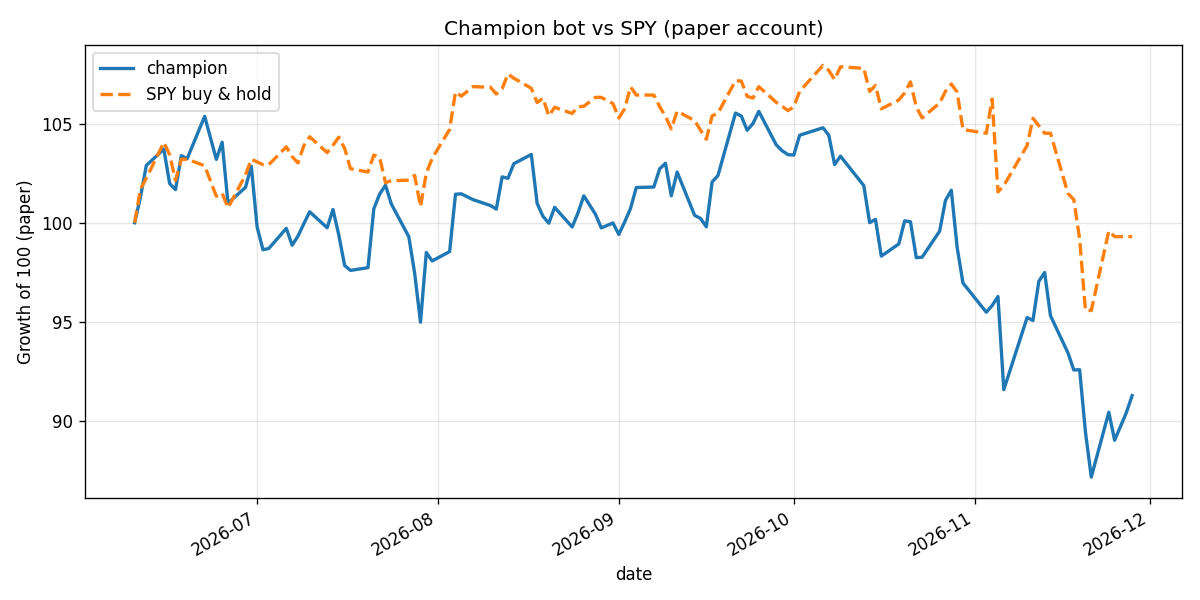 Champion bot vs SPY (paper account)
champion
SPY buy & hold
Growth of 100 (paper)
105
100
95
90
2026-07
2026-08
2026-09
2026-10
2026-11
2026-12
date